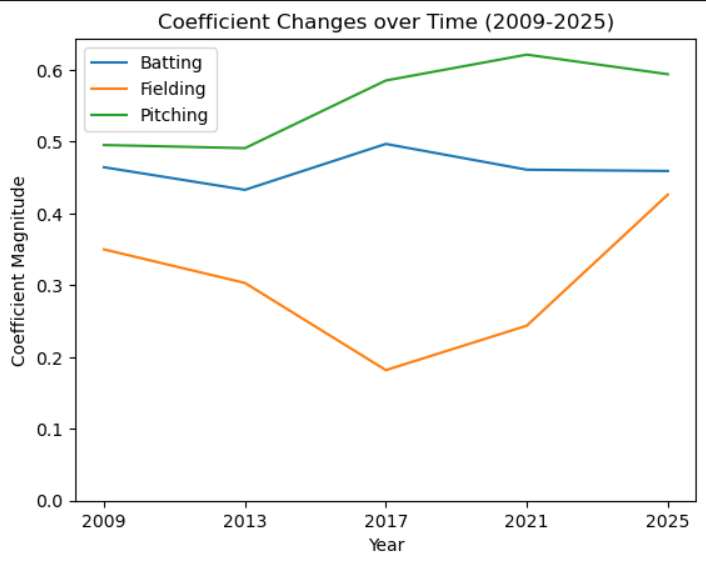 Coefficient Changes over Time (2009-2025)
Batting
Fielding
Pitching
0.6
0.5
0.4
0.3
0.2
0.1
0.0
Coefficient Magnitude
2009 2013 2017 2021 2025
Year